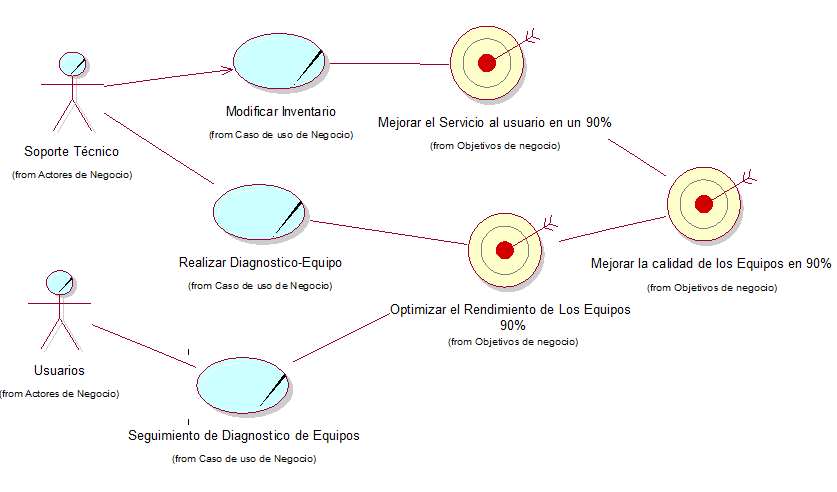 Modificar Inventario
(from Caso de uso de Negocio)
Mejorar el Servicio al usuario en un 90%
(from Objetivos de negocio)
Soporte Técnico
(from Actores de Negocio)
Realizar Diagnostico-Equipo
(from Caso de uso de Negocio)
Mejorar la calidad de los Equipos en 90%
(from Objetivos de negocio)
Optimizar el Rendimiento de Los Equipos
90%
(from Objetivos de negocio)
Usuarios
(from Actores de Negocio)
Seguimiento de Diagnostico de Equipos
(from Caso de uso de Negocio)